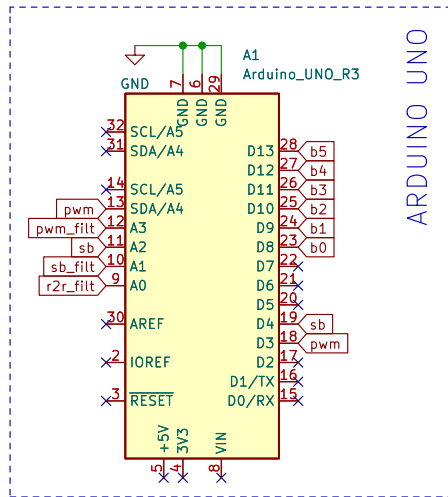 ARDUINO UNO
A1
Arduino_UNO_R3
GND
7 GND
6 GND
29 GND
32 SCL/A5
31 SDA/A4
14 SCL/A5
pwm 13 SDA/A4
pwm_filt 12 A3
sb 11 A2
sb_filt 10 A1
r2r_filt 9 A0
30 AREF
2 IOREF
3 RESET
D13 28 b5
D12 27 b4
D11 26 b3
D10 25 b2
D9 24 b1
D8 23 b0
D7 22
D6 21
D5 20
D4 19 sb
D3 18 pwm
D2 17
D1/TX 16
D0/RX 15
+5V 5
3V3 4
VIN 8